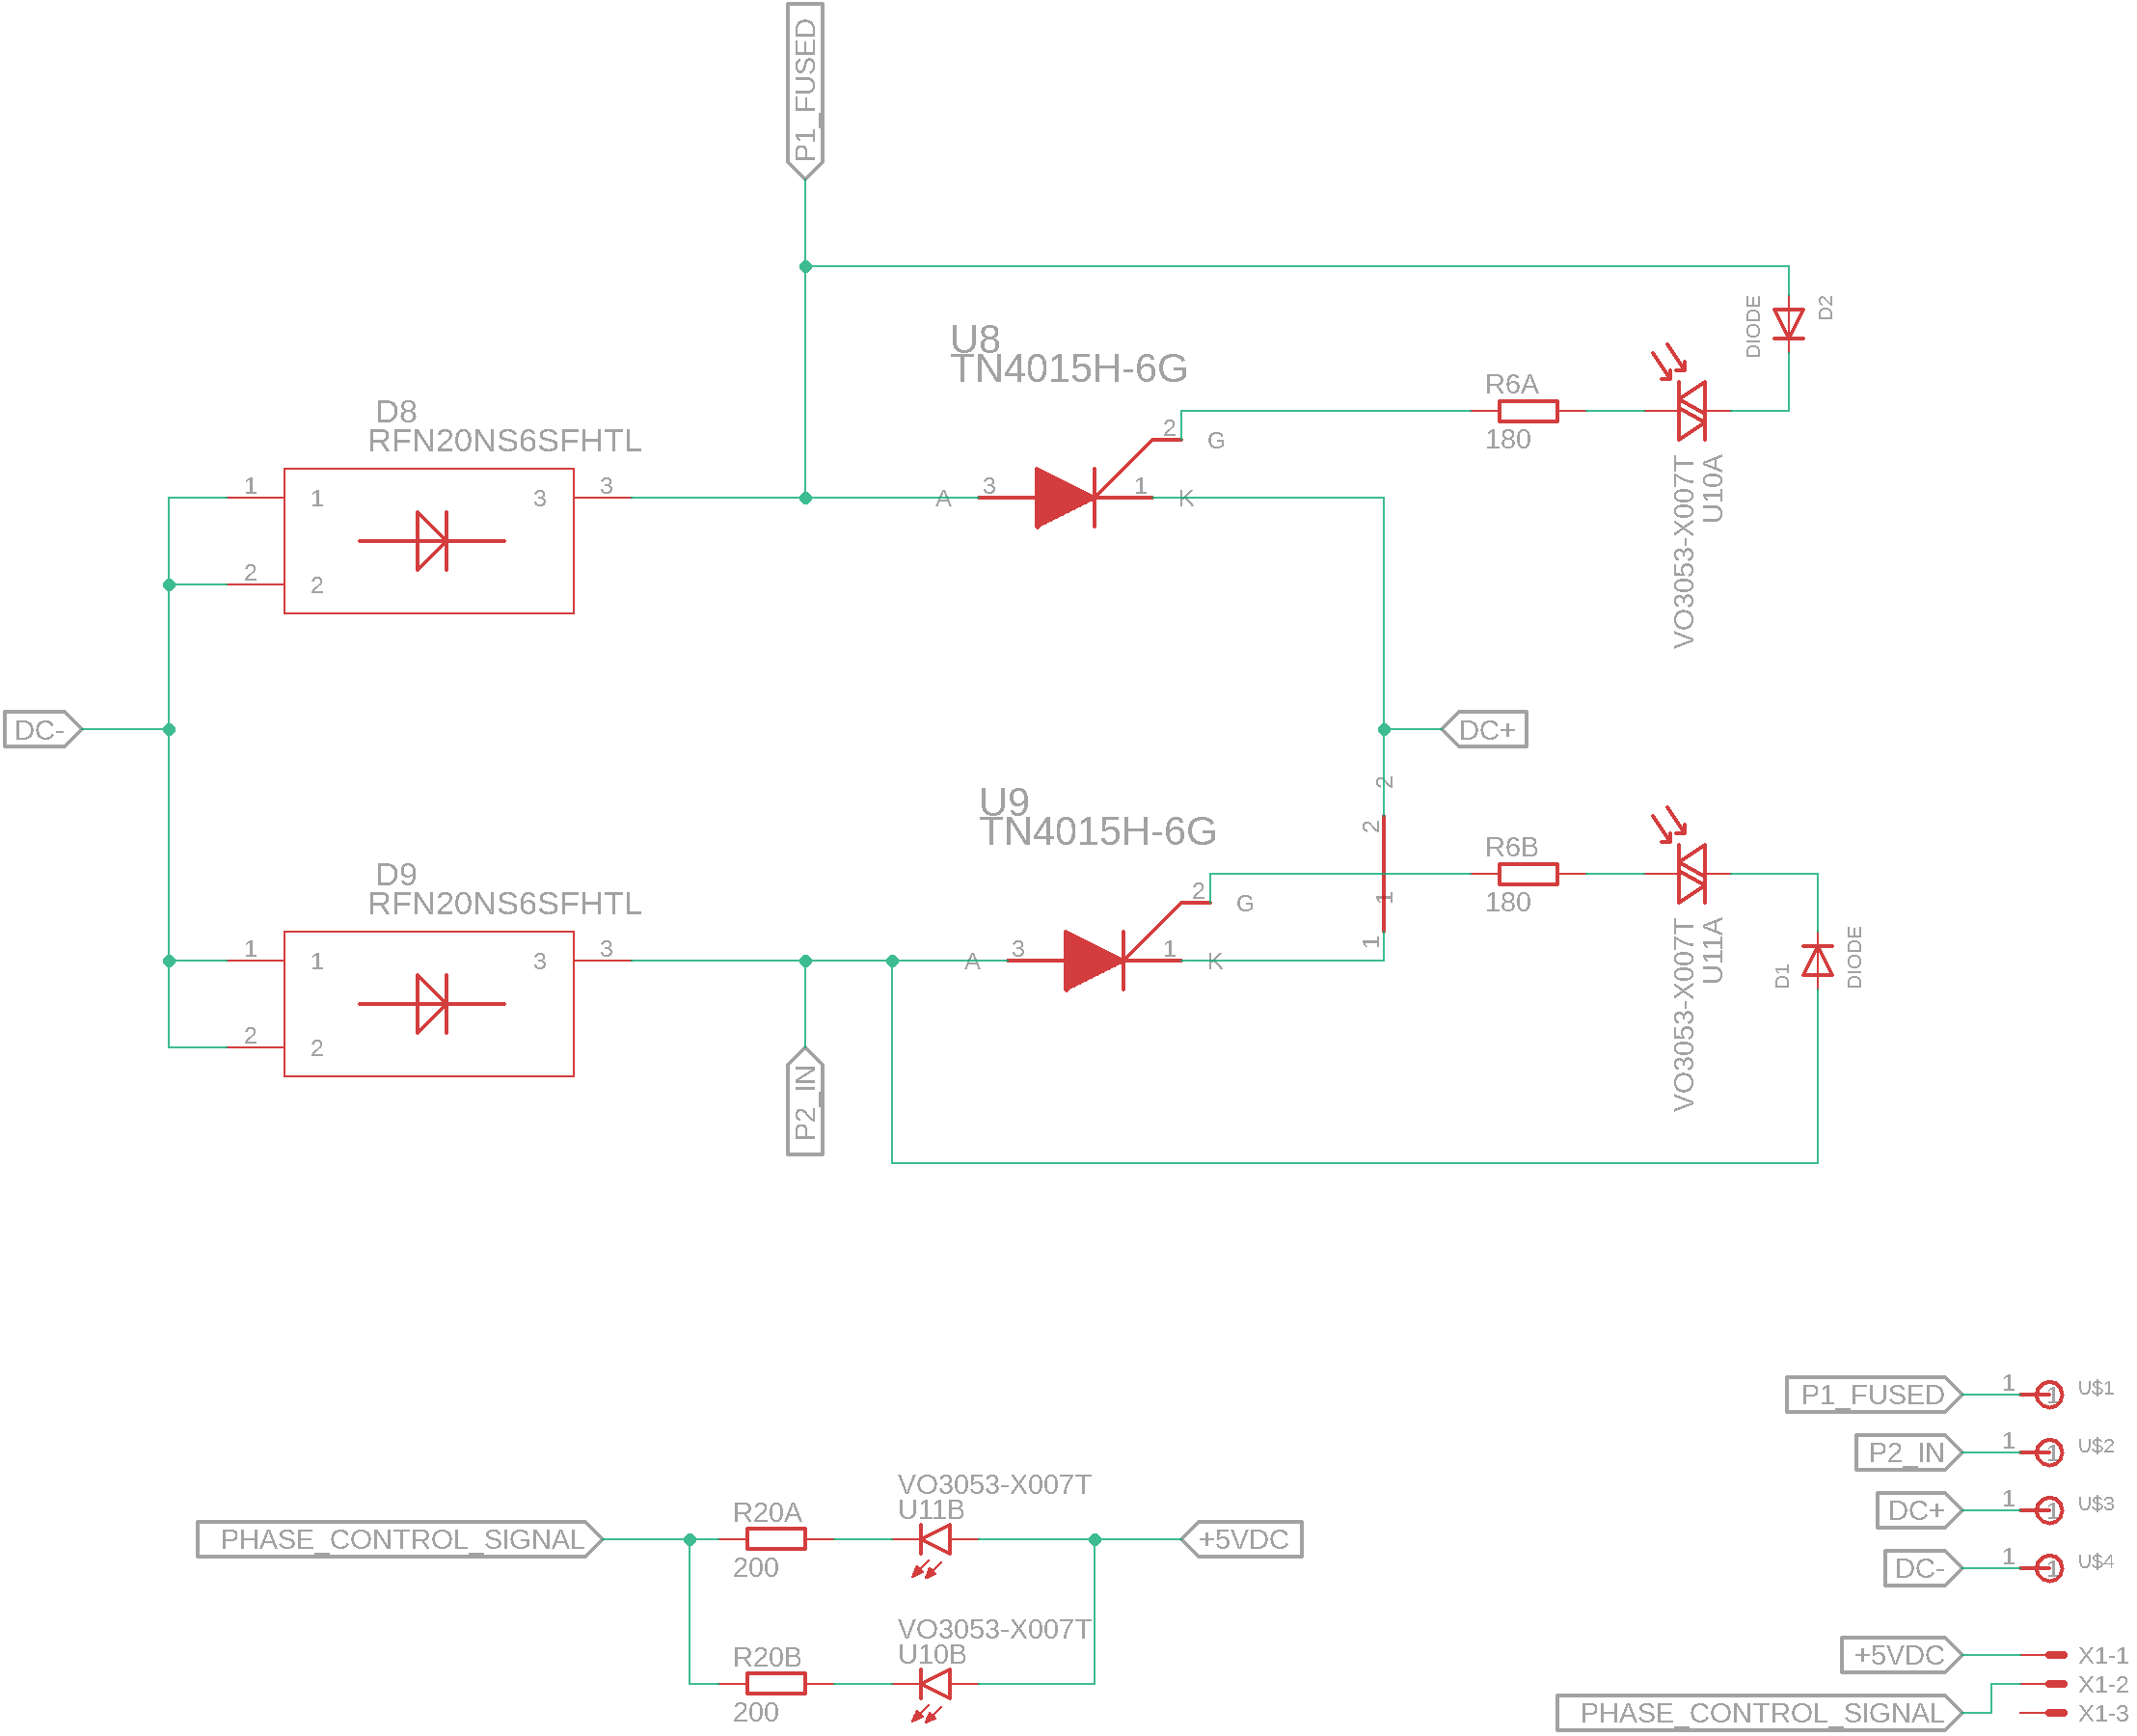 P1_FUSED
DIODE
D2
U8
TN4015H-6G
R6A
180
D8
RFN20NS6SFHTL
1
1
2
2
3
3
A
3
1
K
2
G
VO3053-X007T
U10A
DC-
DC+
2
2
1
1
U9
TN4015H-6G
R6B
180
D9
RFN20NS6SFHTL
1
1
2
2
3
3
A
3
1
K
2
G
VO3053-X007T
U11A
D1
DIODE
P2_IN
P1_FUSED
1
1
U$1
P2_IN
1
1
U$2
DC+
1
1
U$3
DC-
1
1
U$4
VO3053-X007T
U11B
R20A
200
PHASE_CONTROL_SIGNAL
+5VDC
VO3053-X007T
U10B
R20B
200
+5VDC
X1-1
X1-2
PHASE_CONTROL_SIGNAL
X1-3